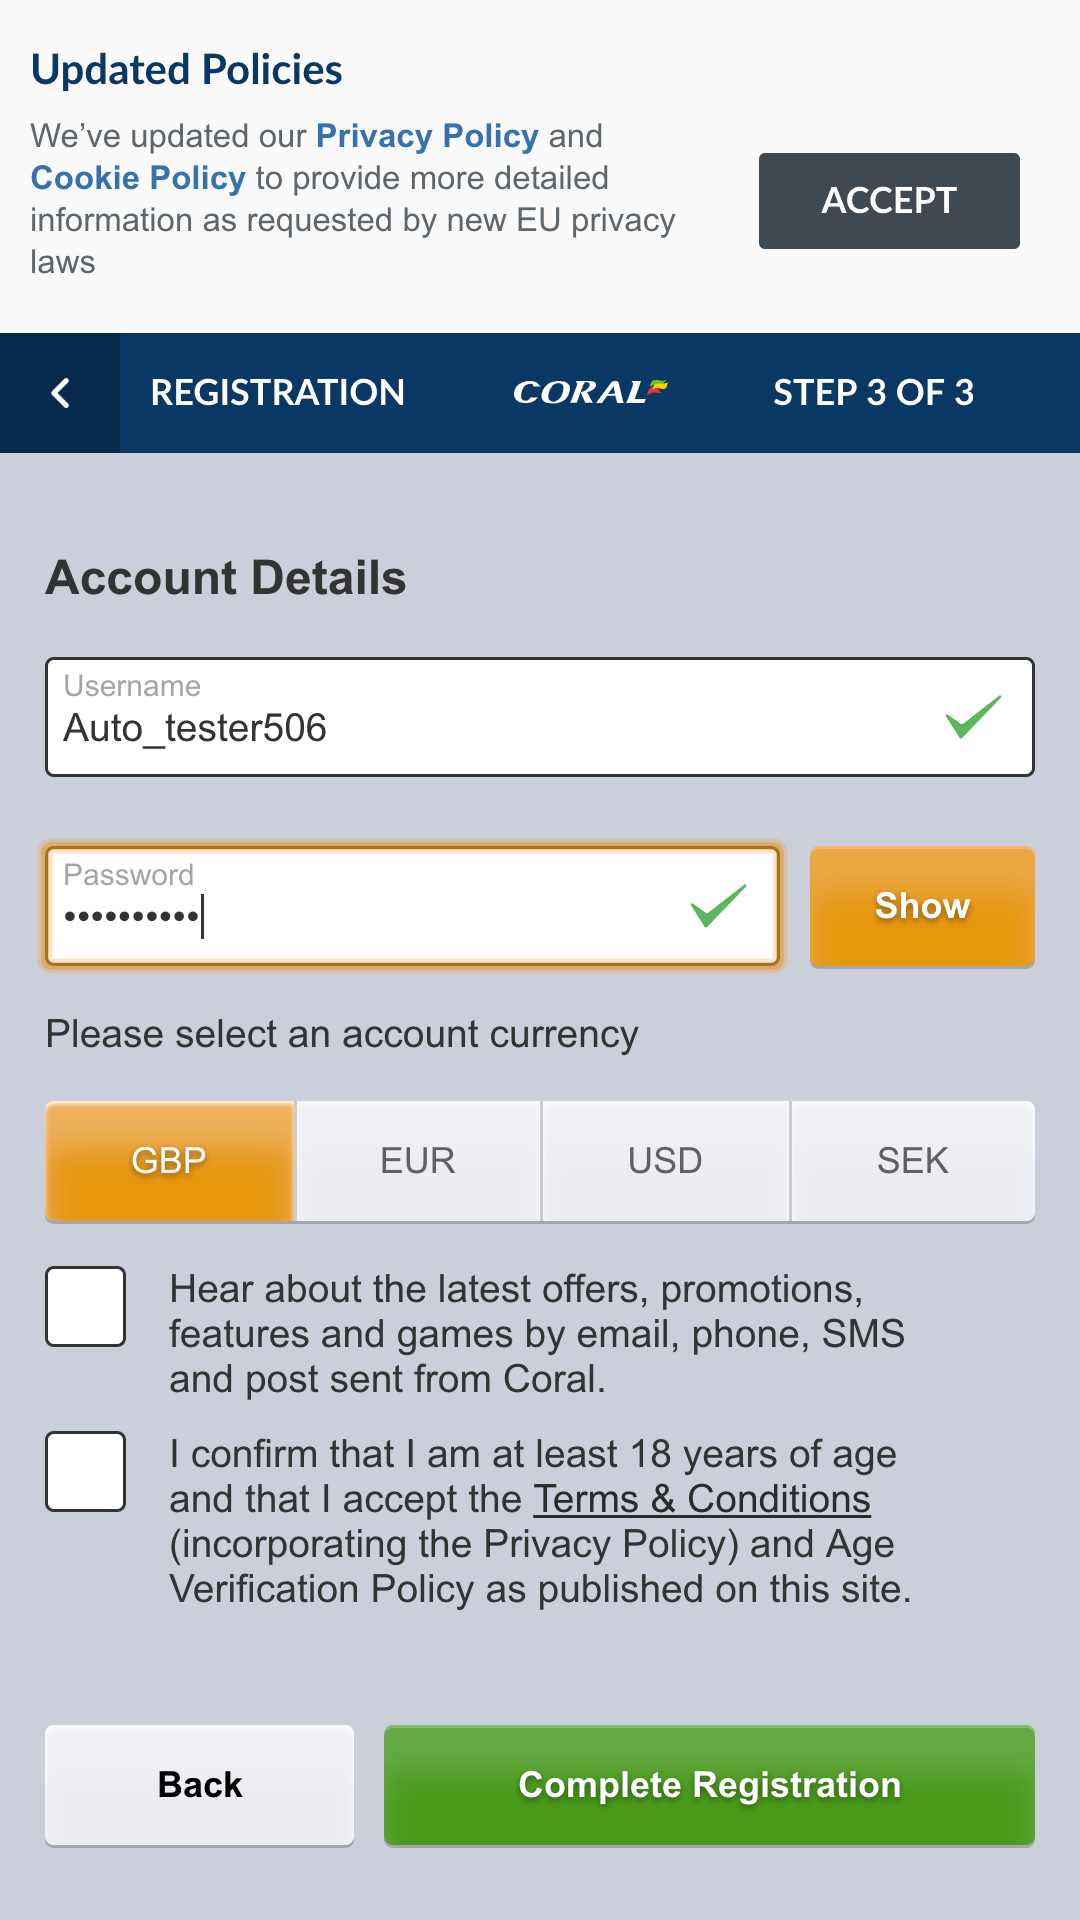 Updated Policies
We’ve updated our Privacy Policy and
Cookie Policy to provide more detailed
information as requested by new EU privacy
laws
ACCEPT
REGISTRATION
CORAL
STEP 3 OF 3
Account Details
Username
Auto_tester506
Password
••••••••••
Show
Please select an account currency
GBP
EUR
USD
SEK
Hear about the latest offers, promotions,
features and games by email, phone, SMS
and post sent from Coral.
I confirm that I am at least 18 years of age
and that I accept the Terms & Conditions
(incorporating the Privacy Policy) and Age
Verification Policy as published on this site.
Back
Complete Registration